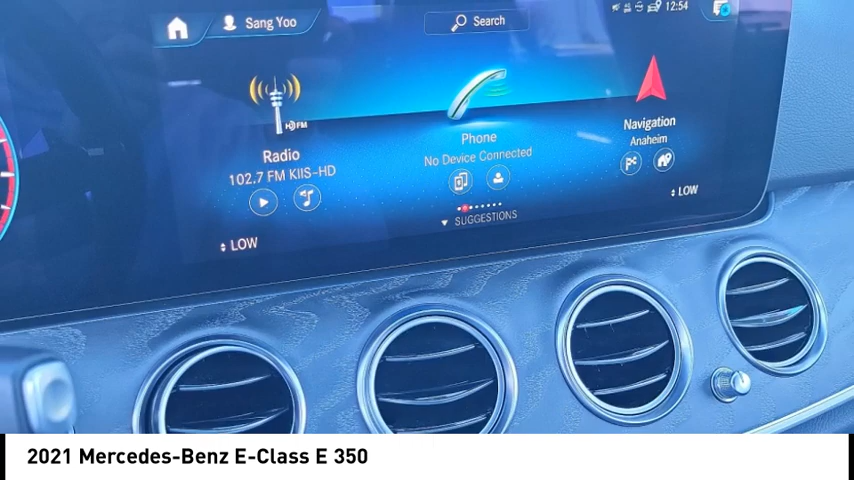 Sang Yoo
Search
12:54
HD FM
Radio
102.7 FM KIIS-HD
Phone
No Device Connected
Navigation
Anaheim
SUGGESTIONS
LOW
LOW
2021 Mercedes-Benz E-Class E 350